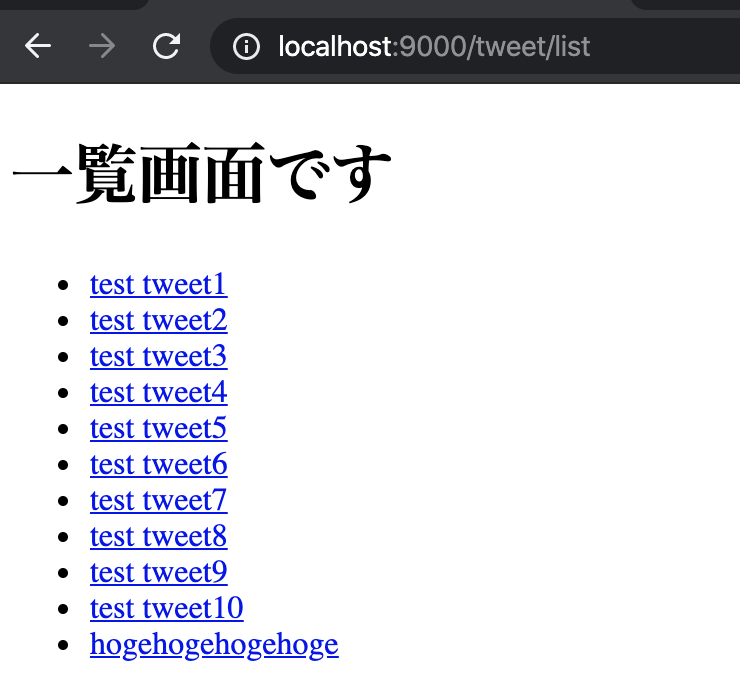 localhost:9000/tweet/list
一覧画面です
test tweet1
test tweet2
test tweet3
test tweet4
test tweet5
test tweet6
test tweet7
test tweet8
test tweet9
test tweet10
hogehogehogehoge